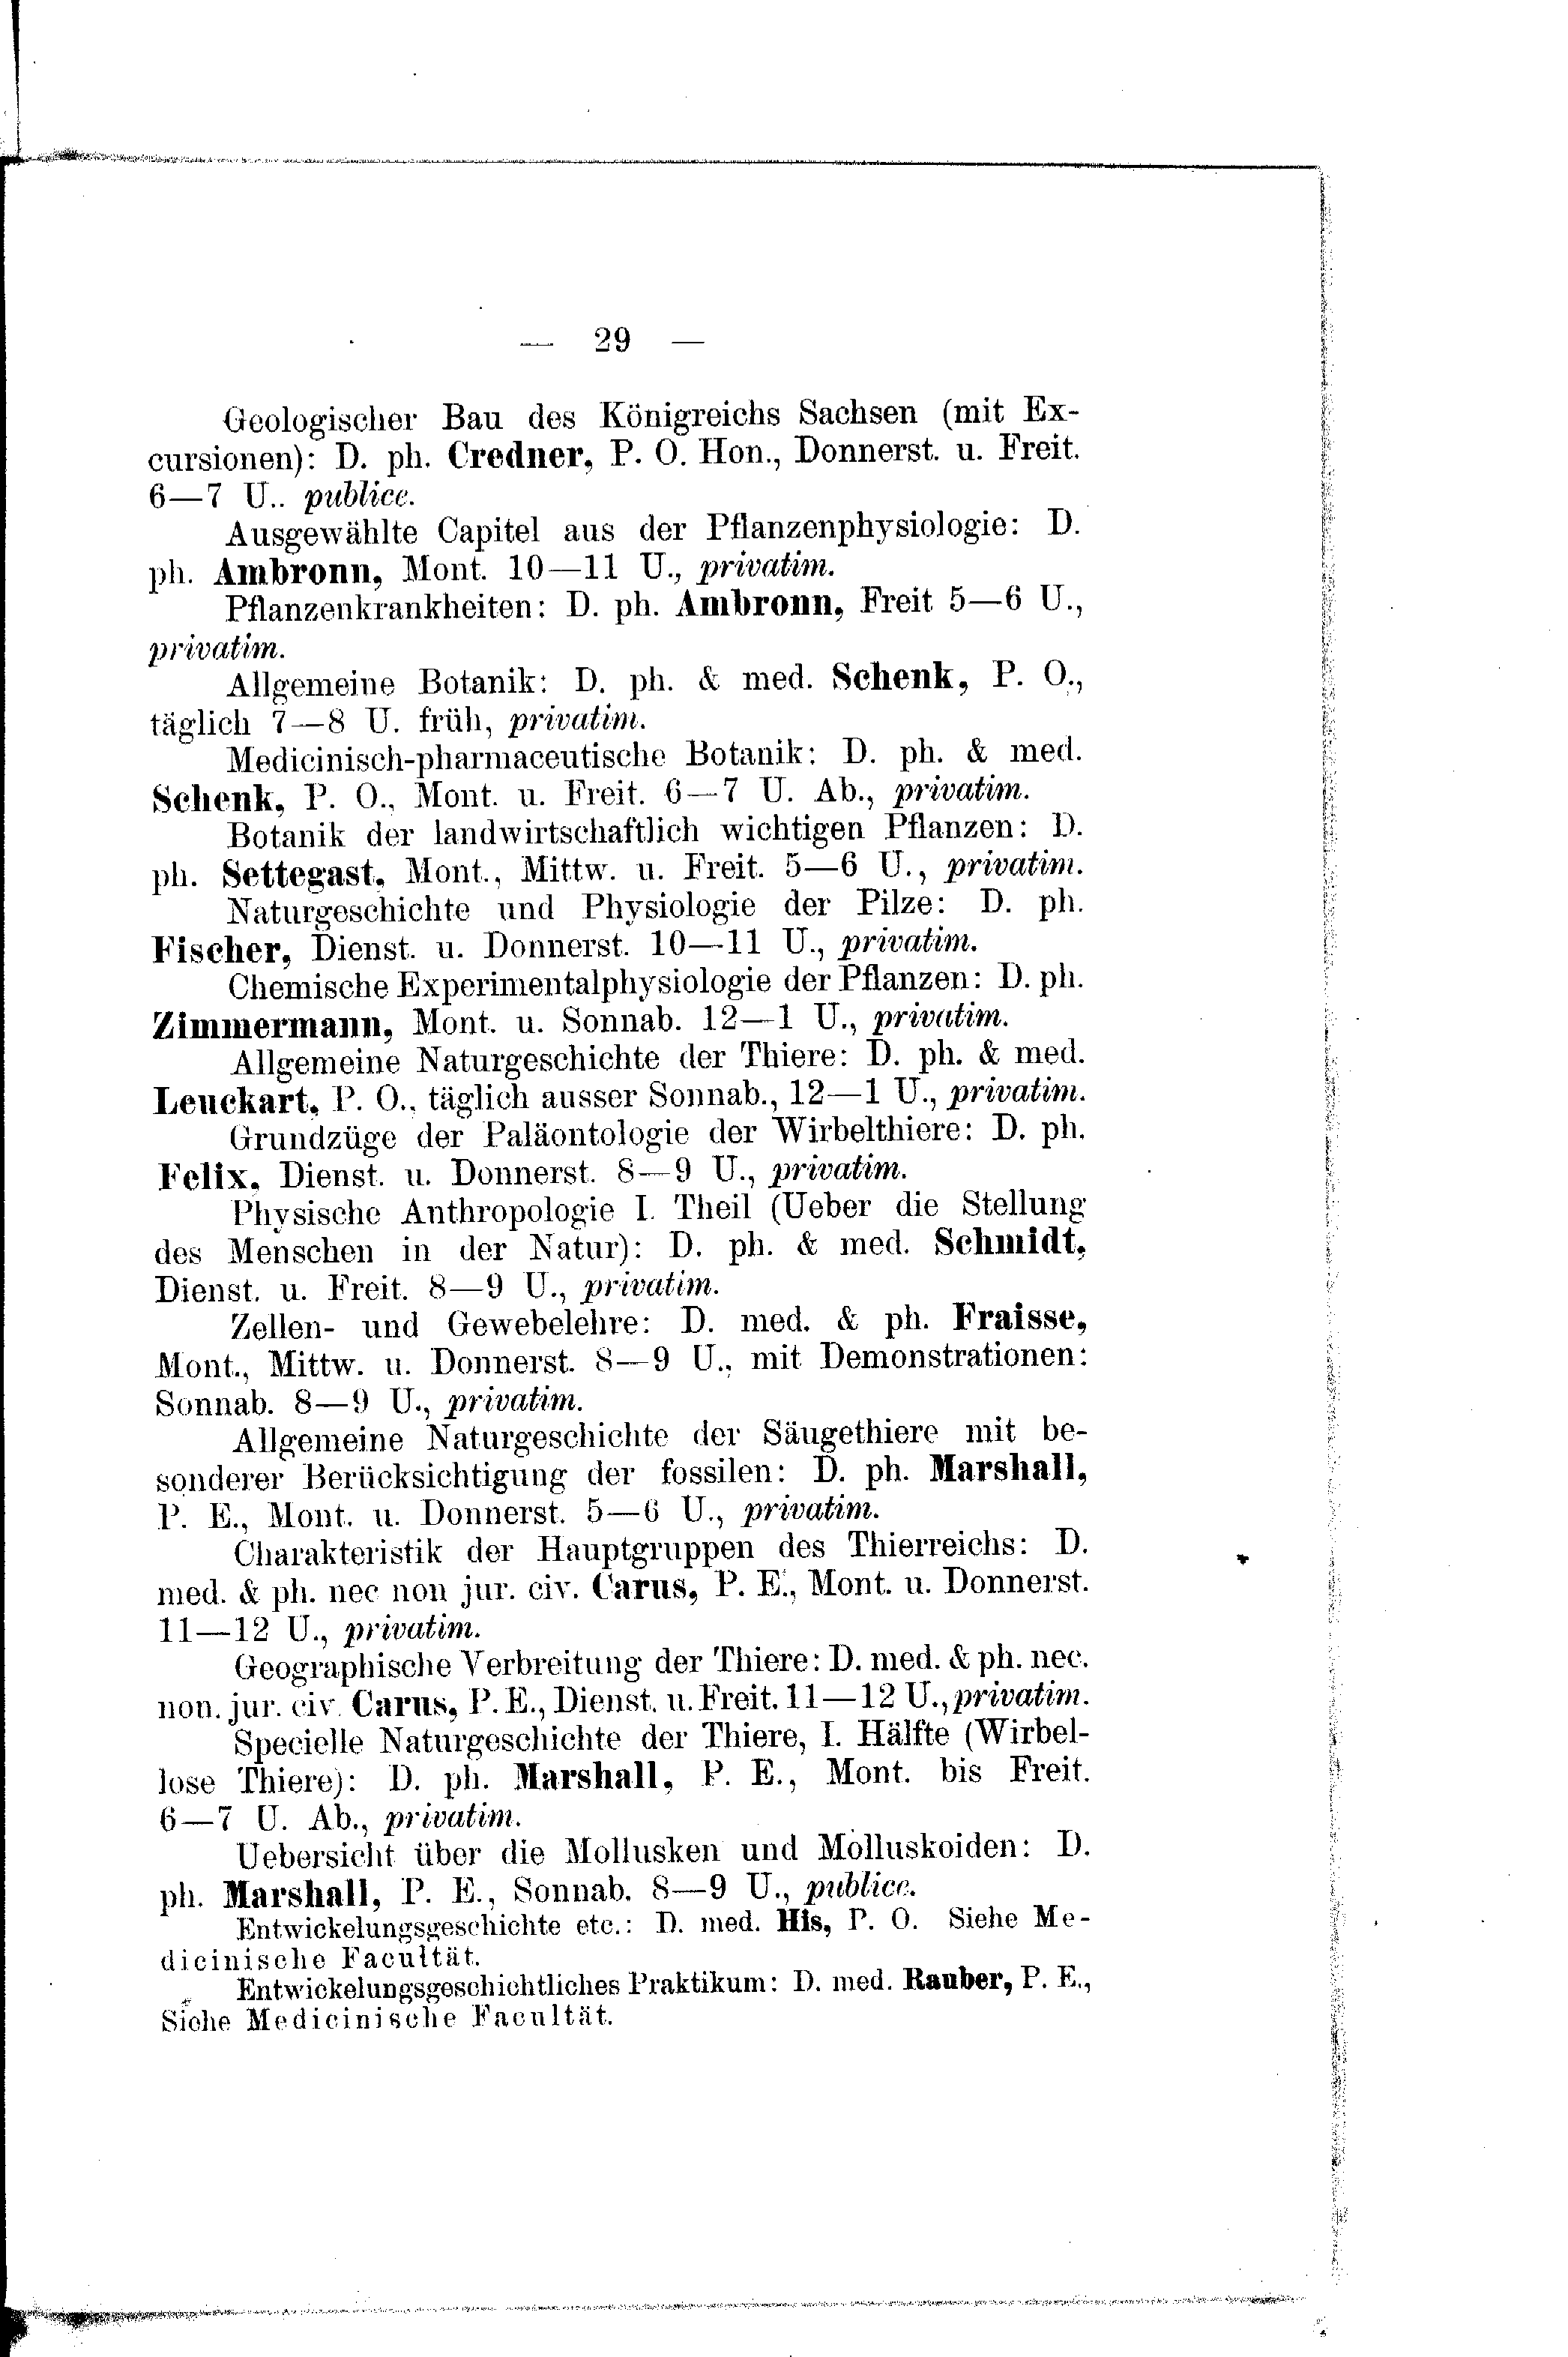 — 29 —
Geologischer Bau des Königreichs Sachsen (mit Ex-
cursionen): D. ph. Credner, P. O. Hon., Donnerst. u. Freit.
6—7 U.. publice.
Ausgewählte Capitel aus der Pflanzenphysiologie: D.
ph. Ambronn, Mont. 10—11 U., privatim.
Pflanzenkrankheiten: D. ph. Ambronn, Freit 5—6 U.,
privatim.
Allgemeine Botanik: D. ph. & med. Schenk, P. O.,
täglich 7—8 U. früh, privatim.
Medicinisch-pharmaceutische Botanik: D. ph. & med.
Schenk, P. O., Mont. u. Freit. 6—7 U. Ab., privatim.
Botanik der landwirtschaftlich wichtigen Pflanzen: D.
ph. Settegast, Mont., Mittw. u. Freit. 5—6 U., privatim.
Naturgeschichte und Physiologie der Pilze: D. ph.
Fischer, Dienst. u. Donnerst. 10—11 U., privatim.
Chemische Experimentalphysiologie der Pflanzen: D. ph.
Zimmermann, Mont. u. Sonnab. 12—1 U., privatim.
Allgemeine Naturgeschichte der Thiere: D. ph. & med.
Leuckart, P. O., täglich ausser Sonnab., 12—1 U., privatim.
Grundzüge der Paläontologie der Wirbelthiere: D. ph.
Felix, Dienst. u. Donnerst. 8—9 U., privatim.
Physische Anthropologie I. Theil (Ueber die Stellung
des Menschen in der Natur): D. ph. & med. Schmidt,
Dienst. u. Freit. 8—9 U., privatim.
Zellen- und Gewebelehre: D. med. & ph. Fraisse,
Mont., Mittw. u. Donnerst. 8—9 U., mit Demonstrationen:
Sonnab. 8—9 U., privatim.
Allgemeine Naturgeschichte der Säugethiere mit be-
sonderer Berücksichtigung der fossilen: D. ph. Marshall,
P. E., Mont. u. Donnerst. 5—6 U., privatim.
Charakteristik der Hauptgruppen des Thierreichs: D.
med. & ph. nec non jur. civ. Carus, P. E., Mont. u. Donnerst.
11—12 U., privatim.
Geographische Verbreitung der Thiere: D. med. & ph. nec.
non. jur. civ. Carus, P. E., Dienst. u. Freit. 11—12 U., privatim.
Specielle Naturgeschichte der Thiere, I. Hälfte (Wirbel-
lose Thiere): D. ph. Marshall, P. E., Mont. bis Freit.
6—7 U. Ab., privatim.
Uebersicht über die Mollusken und Molluskoiden: D.
ph. Marshall, P. E., Sonnab. 8—9 U., publice.
Entwickelungsgeschichte etc.: D. med. His, P. O. Siehe Me-
dicinische Facultät.
Entwickelungsgeschichtliches Praktikum: D. med. Rauber, P. E.,
Siehe Medicinische Facultät.